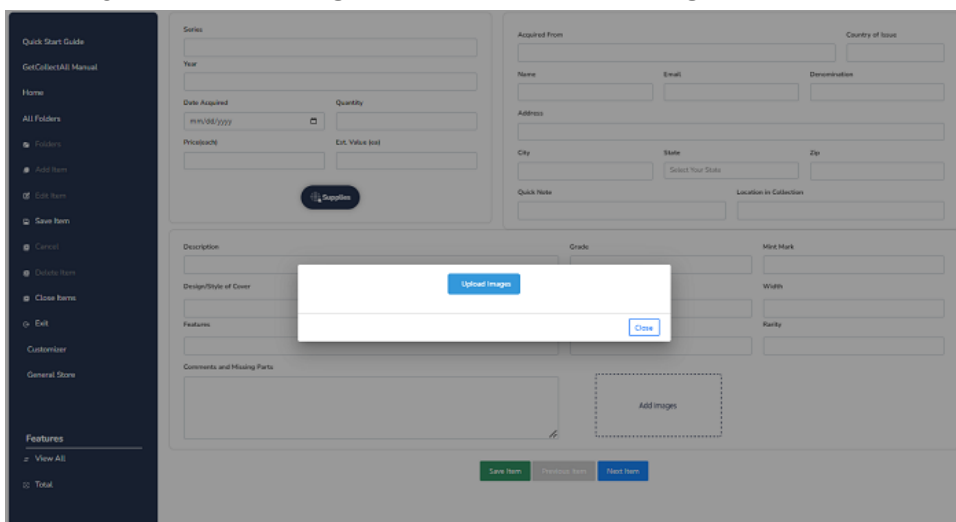 Quick Start Guide
GetCollectAll Manual
Home
All Folders
Folders
Add Item
Edit Item
Save Item
Cancel
Delete Item
Close Items
Exit
Customizer
General Store
Features
View All
Total
Series
Year
Date Acquired Quantity
mm/dd/yyyy
Price(each) Est. Value (ea)
Supplies
Acquired From Country of Issue
Name Email Denomination
Address
City State Zip
Select Your State
Quick Note Location in Collection
Description Grade Mint Mark
Design/Style of Cover Width
Features Rarity
Upload Images
Close
Comments and Missing Parts
Add images
Save Item Previous Item Next Item